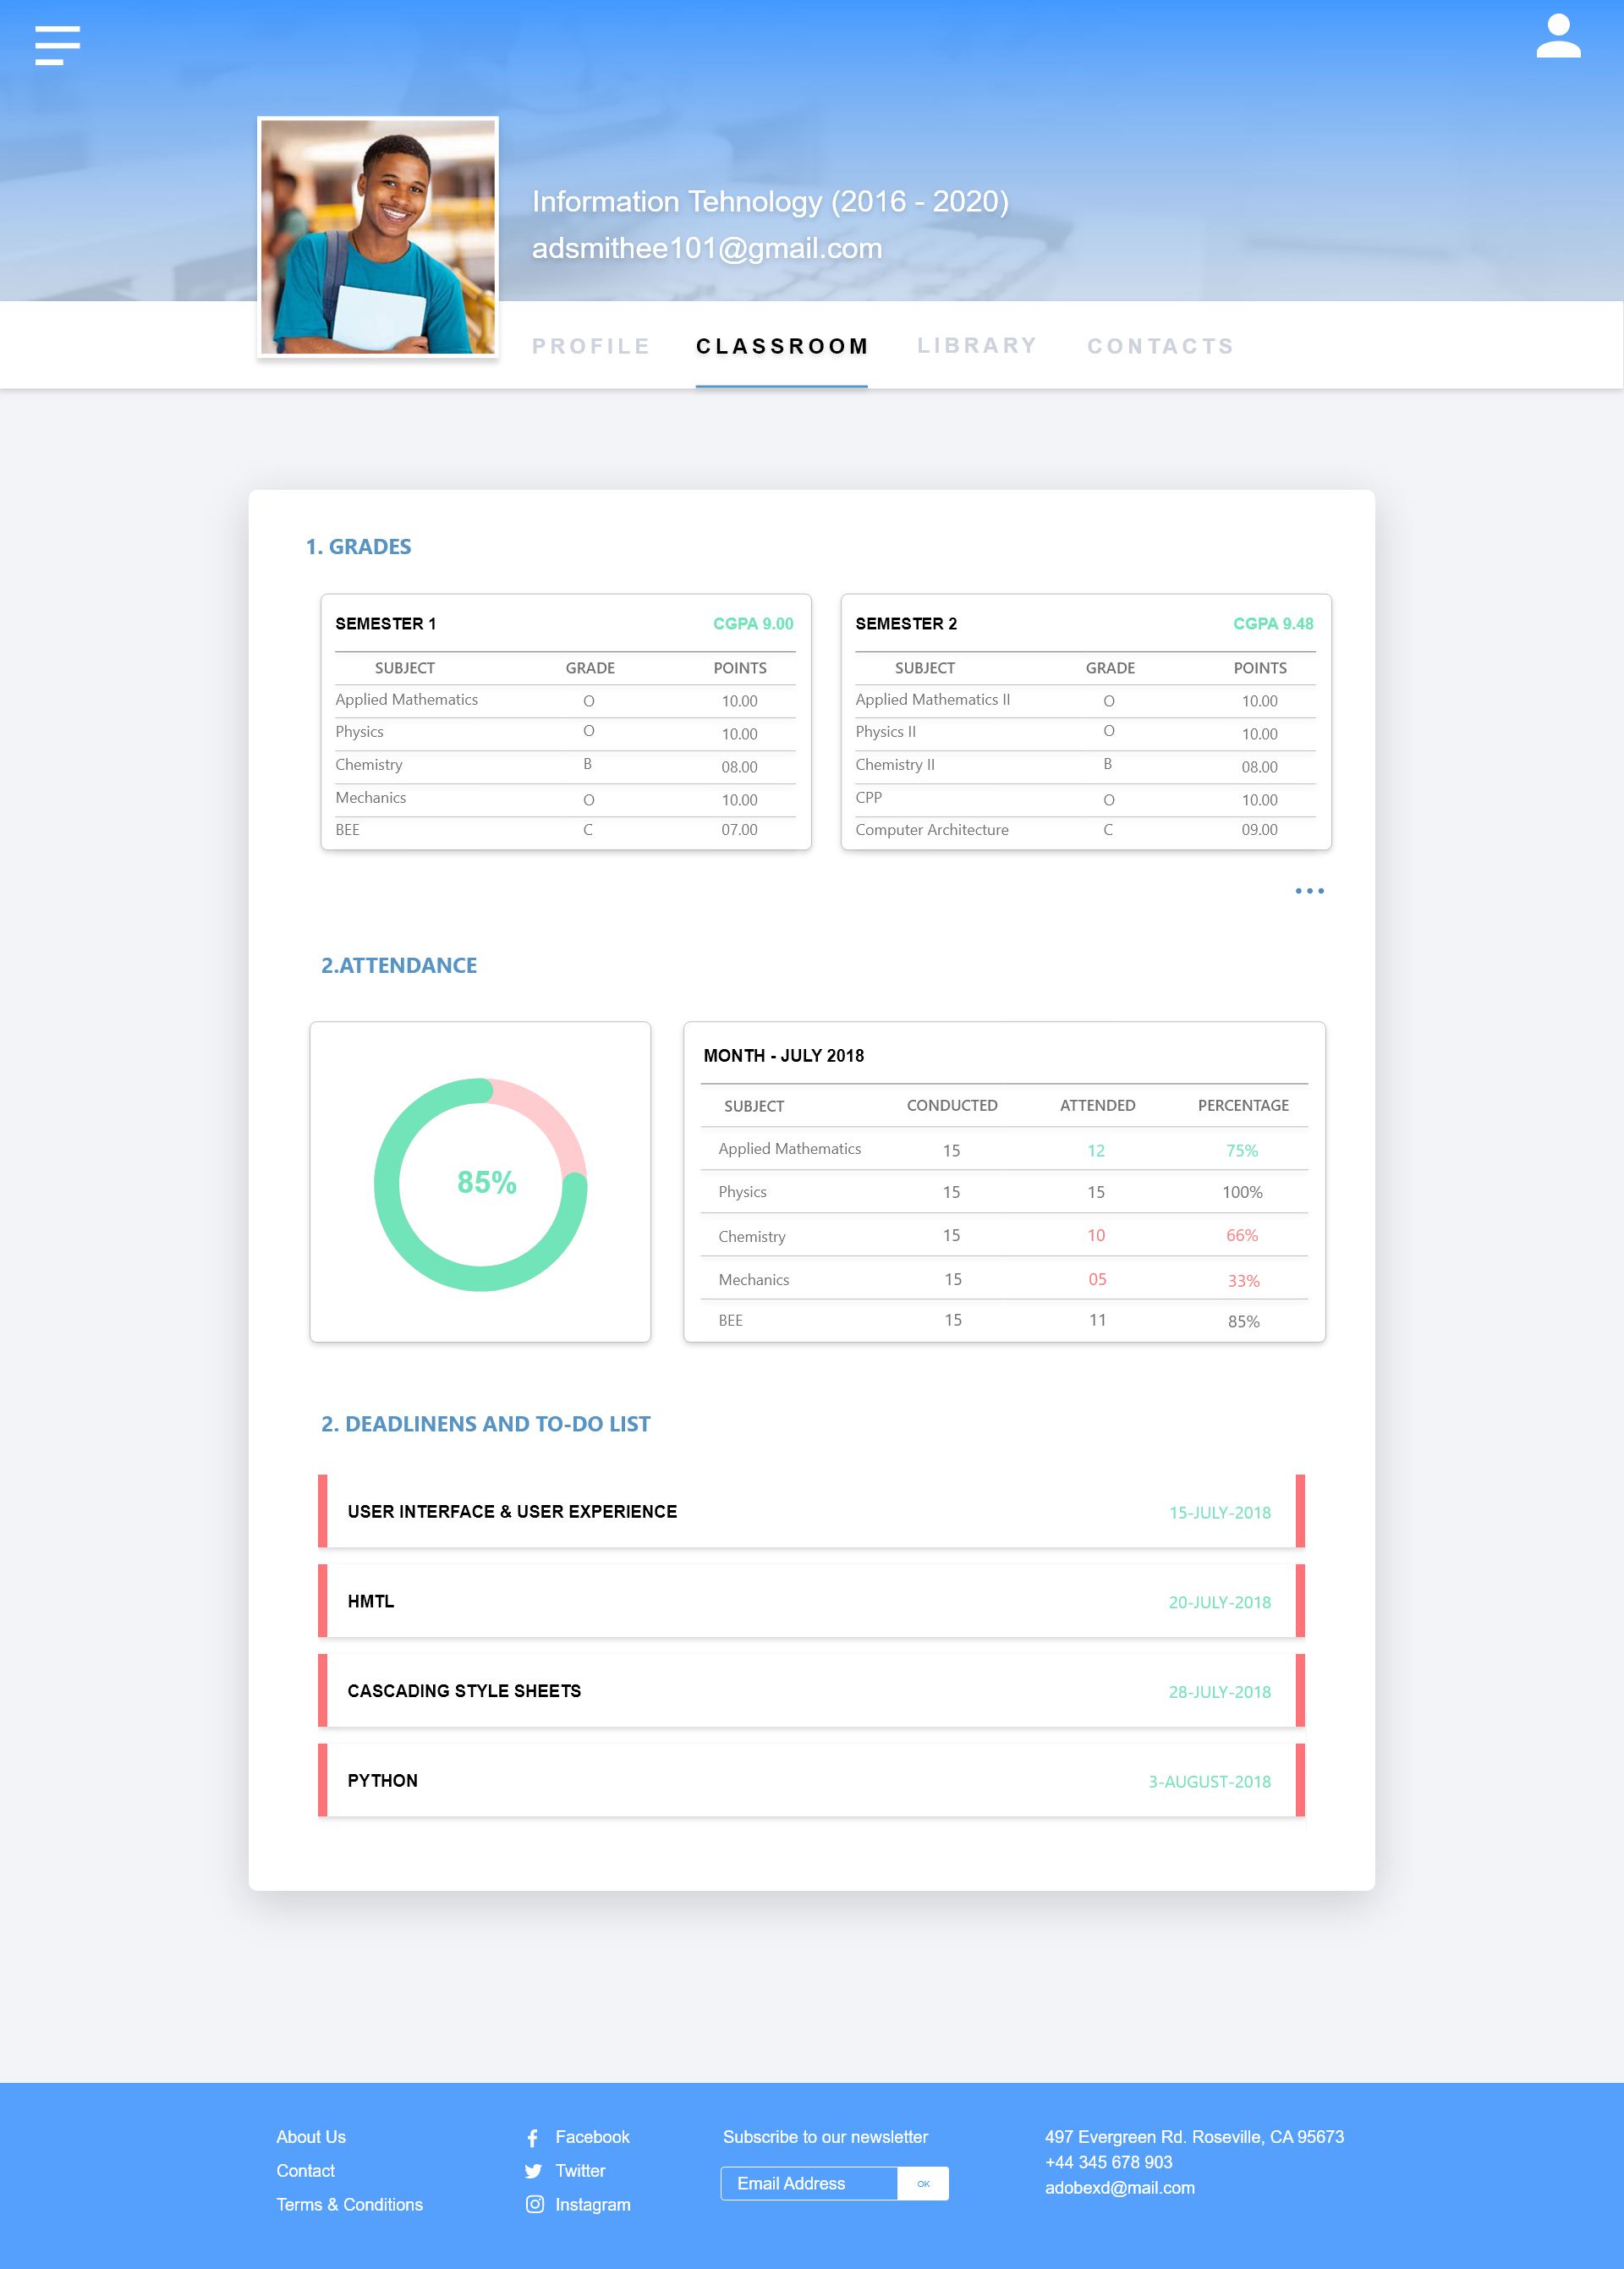 Information Tehnology (2016 - 2020)
adsmithee101@gmail.com
PROFILE CLASSROOM LIBRARY CONTACTS
1. GRADES
SEMESTER 1 CGPA 9.00
SUBJECT GRADE POINTS
Applied Mathematics O 10.00
Physics O 10.00
Chemistry B 08.00
Mechanics O 10.00
BEE C 07.00
SEMESTER 2 CGPA 9.48
SUBJECT GRADE POINTS
Applied Mathematics II O 10.00
Physics II O 10.00
Chemistry II B 08.00
CPP O 10.00
Computer Architecture C 09.00
2.ATTENDANCE
85%
MONTH - JULY 2018
SUBJECT CONDUCTED ATTENDED PERCENTAGE
Applied Mathematics 15 12 75%
Physics 15 15 100%
Chemistry 15 10 66%
Mechanics 15 05 33%
BEE 15 11 85%
2. DEADLINENS AND TO-DO LIST
USER INTERFACE & USER EXPERIENCE 15-JULY-2018
HMTL 20-JULY-2018
CASCADING STYLE SHEETS 28-JULY-2018
PYTHON 3-AUGUST-2018
About Us
Contact
Terms & Conditions
Facebook
Twitter
Instagram
Subscribe to our newsletter
Email Address OK
497 Evergreen Rd. Roseville, CA 95673
+44 345 678 903
adobexd@mail.com